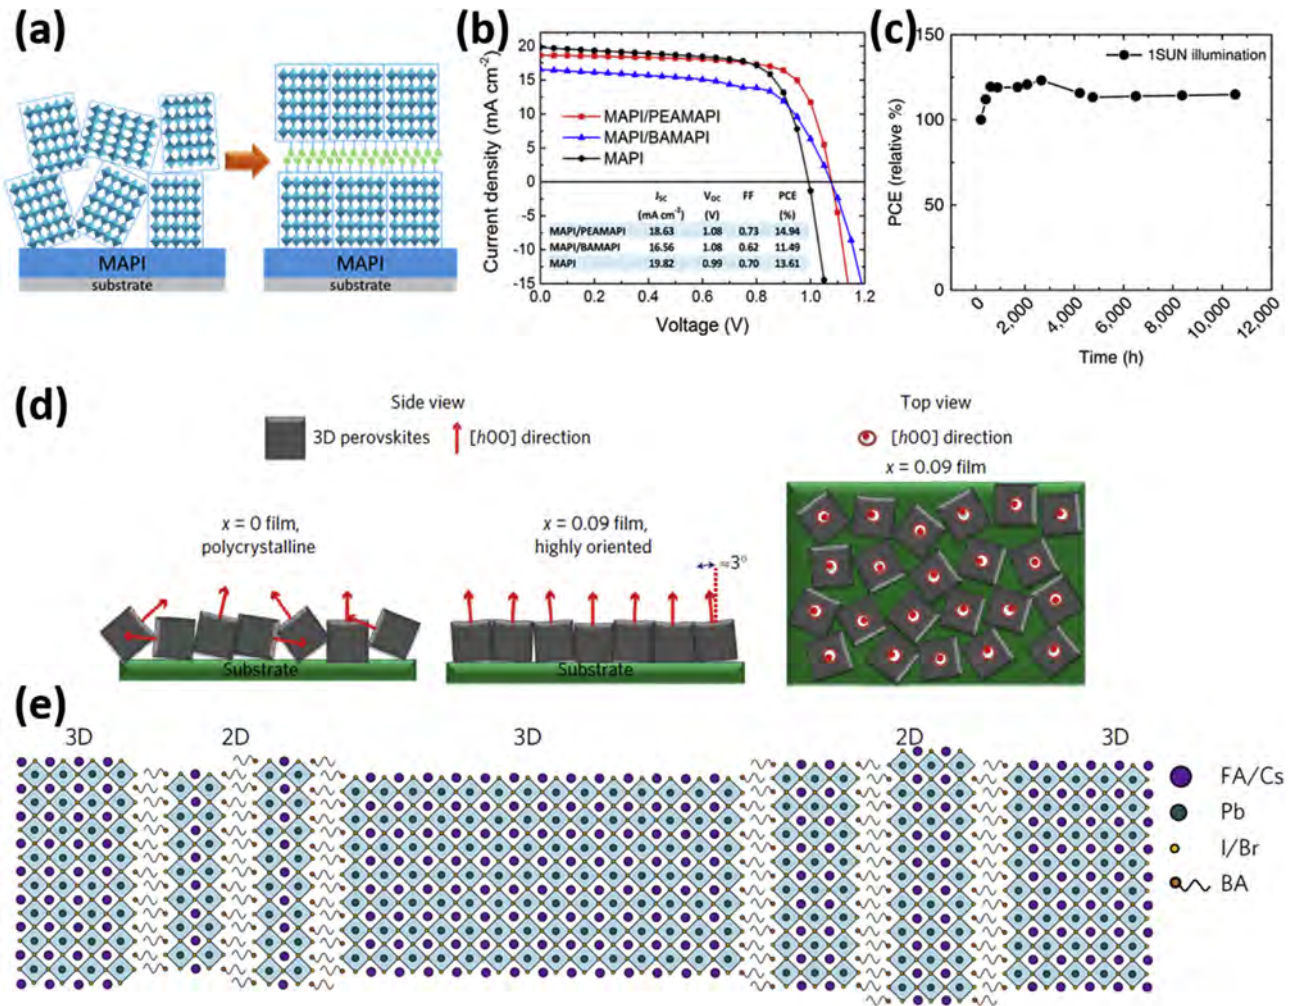 (a)
MAPI
substrate
MAPI
substrate
(b)
Current density (mA cm⁻²)
20
15
10
5
0
-5
-10
-15
0.0
0.2
0.4
0.6
0.8
1.0
1.2
Voltage (V)
MAPI/PEAMAPI
MAPI/BAMAPI
MAPI
J_SC V_OC FF PCE
(mA cm⁻²) (V) (%)
MAPI/PEAMAPI 18.63 1.08 0.73 14.94
MAPI/BAMAPI 16.56 1.08 0.62 11.49
MAPI 19.82 0.99 0.70 13.61
(c)
PCE (relative %)
150
100
50
0
1SUN illumination
0
2,000
4,000
6,000
8,000
10,000
12,000
Time (h)
(d)
Side view
3D perovskites
[h00] direction
Top view
[h00] direction
x = 0.09 film
x = 0 film,
polycrystalline
x = 0.09 film,
highly oriented
≈3°
Substrate
Substrate
(e)
3D
2D
3D
2D
3D
FA/Cs
Pb
I/Br
BA